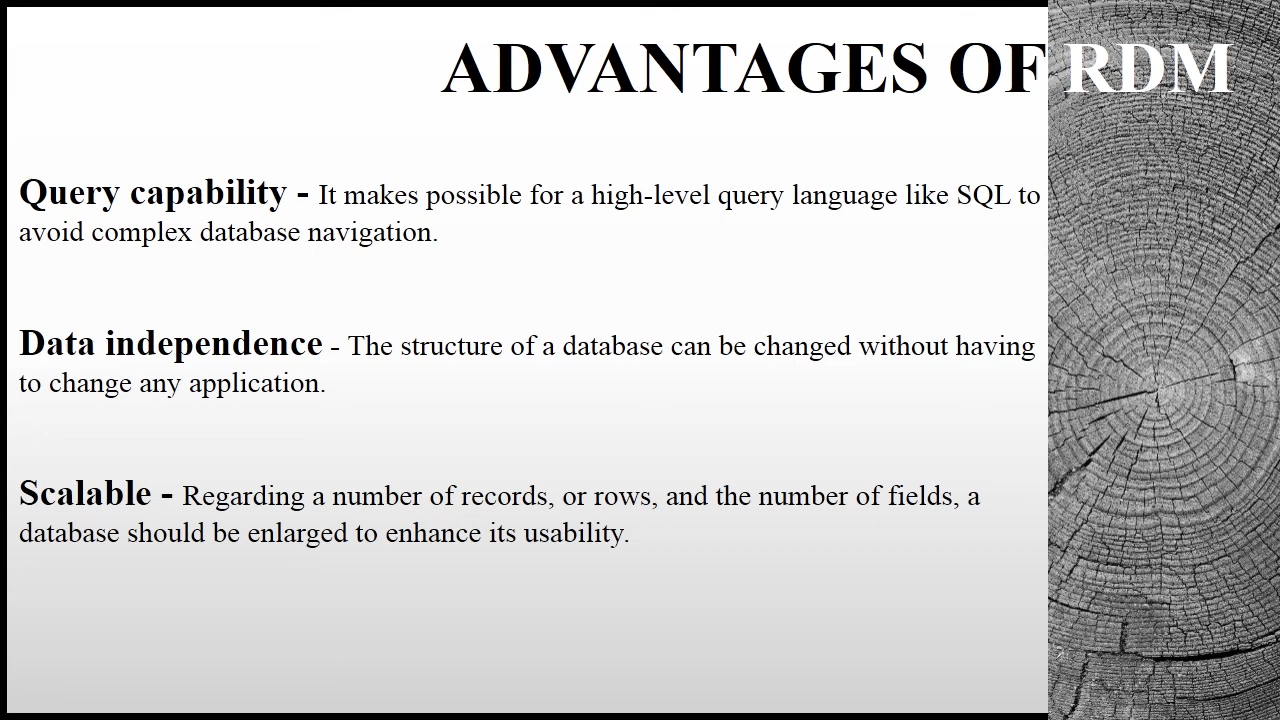 ADVANTAGES OF RDM
Query capability - It makes possible for a high-level query language like SQL to
avoid complex database navigation.
Data independence - The structure of a database can be changed without having
to change any application.
Scalable - Regarding a number of records, or rows, and the number of fields, a
database should be enlarged to enhance its usability.